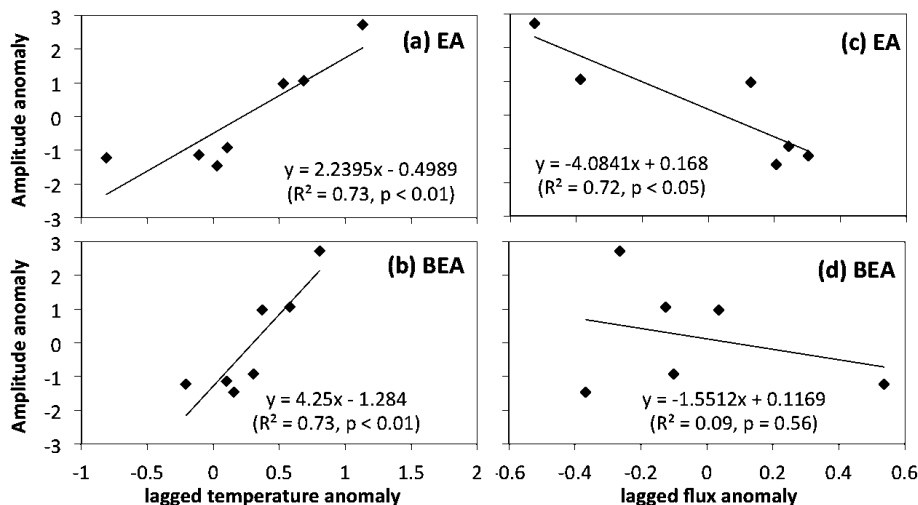 Amplitude anomaly
3
2
1
0
-1
-2
-3
(a) EA
y = 2.2395x - 0.4989
(R² = 0.73, p < 0.01)
(c) EA
y = -4.0841x + 0.168
(R² = 0.72, p < 0.05)
Amplitude anomaly
3
2
1
0
-1
-2
-3
(b) BEA
y = 4.25x - 1.284
(R² = 0.73, p < 0.01)
-1 -0.5 0 0.5 1 1.5 2
lagged temperature anomaly
(d) BEA
y = -1.5512x + 0.1169
(R² = 0.09, p = 0.56)
-0.6 -0.4 -0.2 0 0.2 0.4 0.6
lagged flux anomaly